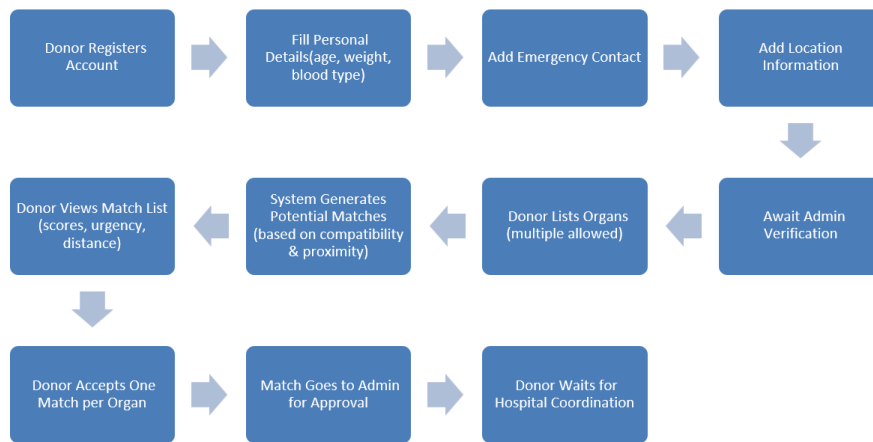 Donor Registers
Account
Fill Personal
Details(age, weight,
blood type)
Add Emergency Contact
Add Location
Information
Await Admin
Verification
Donor Lists Organs
(multiple allowed)
System Generates
Potential Matches
(based on compatibility
& proximity)
Donor Views Match List
(scores, urgency,
distance)
Donor Accepts One
Match per Organ
Match Goes to Admin
for Approval
Donor Waits for
Hospital Coordination